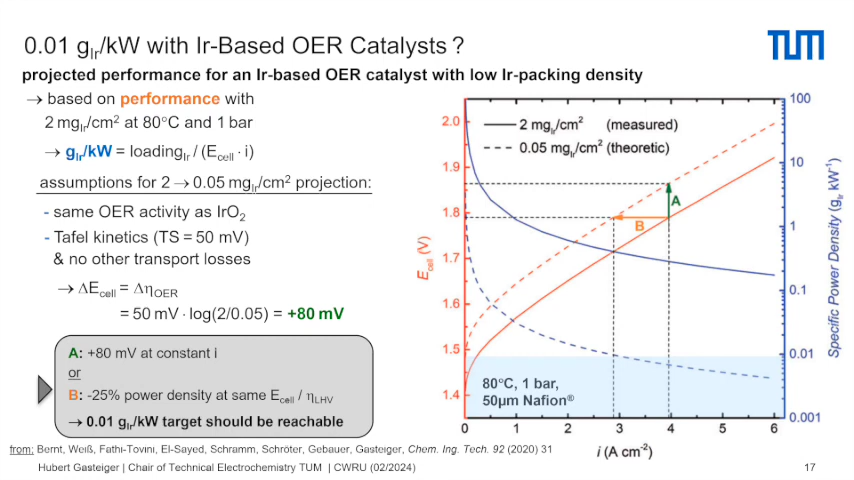 0.01 gIr/kW with Ir-Based OER Catalysts ?
TUM
projected performance for an Ir-based OER catalyst with low Ir-packing density
→ based on performance with
2 mgIr/cm² at 80°C and 1 bar
→ gIr/kW = loadingIr / (Ecell · i)
assumptions for 2 → 0.05 mgIr/cm² projection:
- same OER activity as IrO2
- Tafel kinetics (TS = 50 mV)
& no other transport losses
→ ΔEcell = ΔηOER
= 50 mV · log(2/0.05) = +80 mV
A: +80 mV at constant i
or
B: -25% power density at same Ecell / ηLHV
→ 0.01 gIr/kW target should be reachable
2 mgIr/cm² (measured)
0.05 mgIr/cm² (theoretic)
A
B
80°C, 1 bar,
50µm Nafion®
Ecell (V)
2.0
1.9
1.8
1.7
1.6
1.5
1.4
0 1 2 3 4 5 6
i (A cm⁻²)
100
10
1
0.1
0.01
0.001
Specific Power Density (gIr kW⁻¹)
from: Bernt, Weiß, Fathi-Tovini, El-Sayed, Schramm, Schröter, Gebauer, Gasteiger, Chem. Ing. Tech. 92 (2020) 31
Hubert Gasteiger | Chair of Technical Electrochemistry TUM | CWRU (02/2024)
17